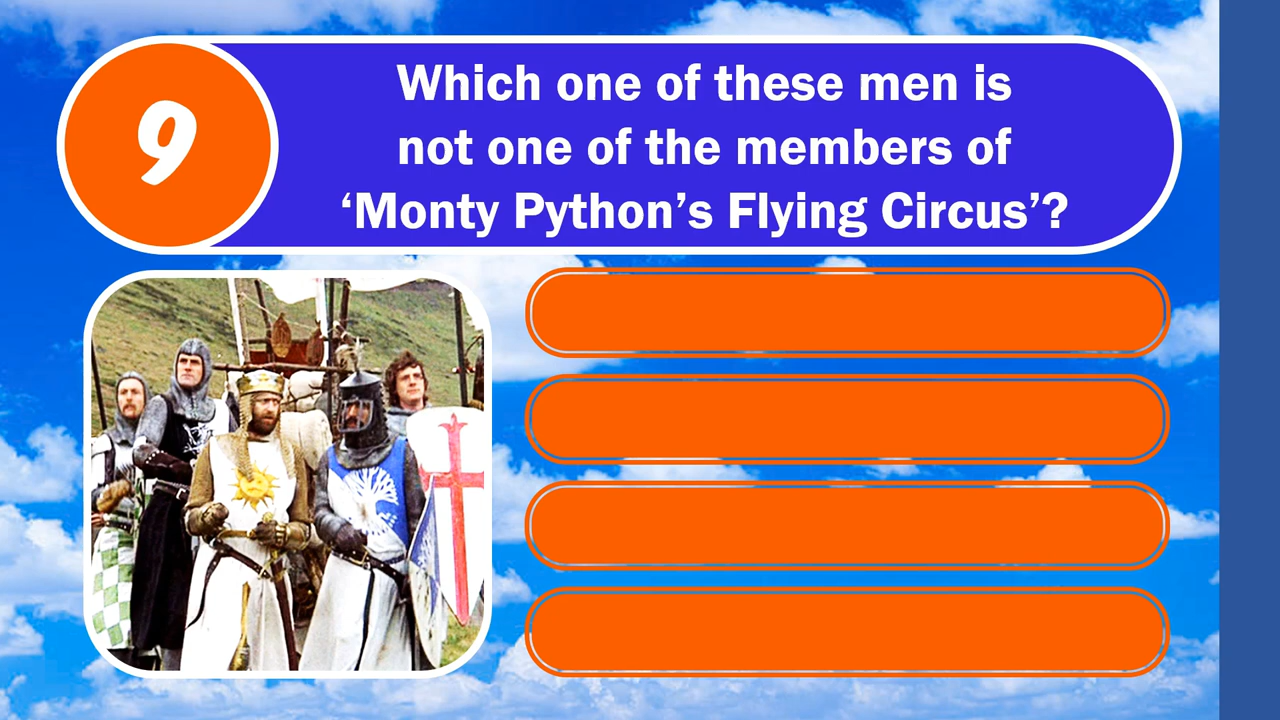 9
Which one of these men is
not one of the members of
‘Monty Python’s Flying Circus’?